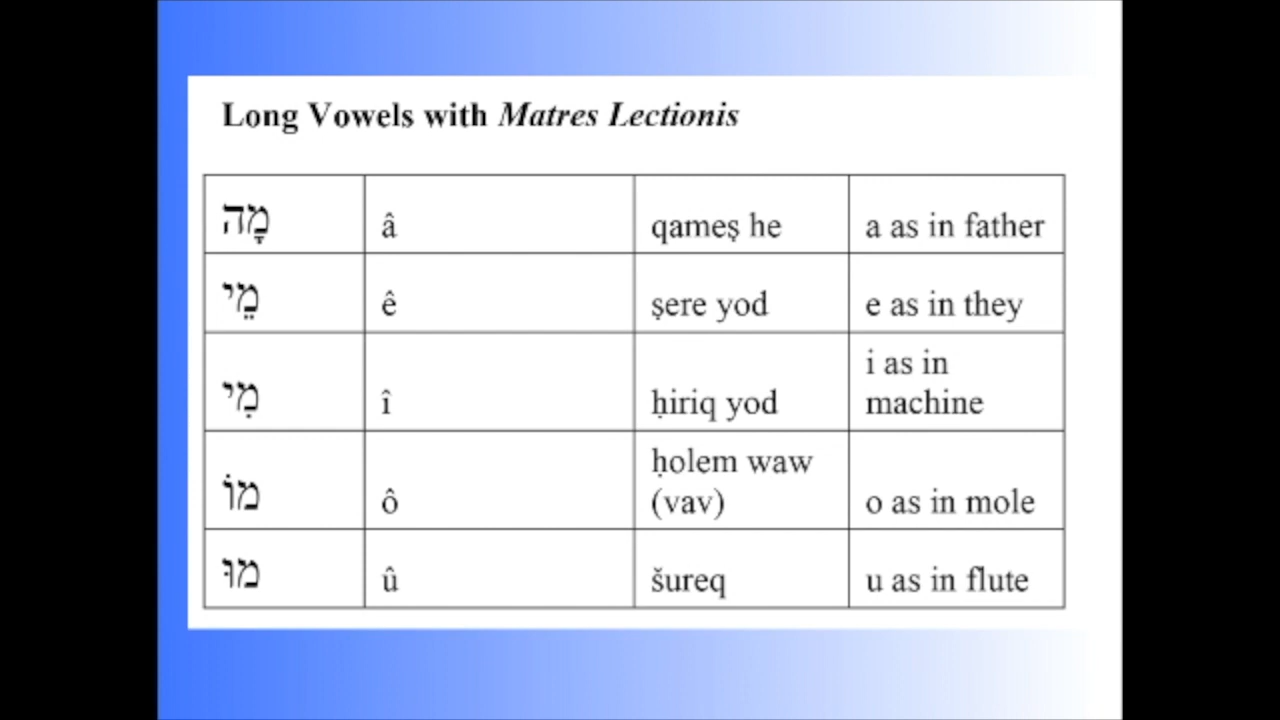 Long Vowels with Matres Lectionis
מָה â qameṣ he a as in father
מֵי ê ṣere yod e as in they
מִי î ḥiriq yod i as in
machine
מוֹ ô ḥolem waw
(vav) o as in mole
מוּ û šureq u as in flute